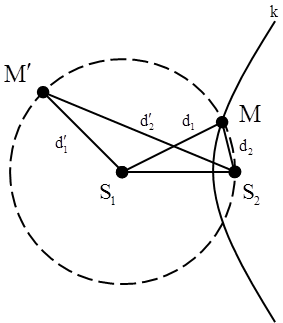 k
M′
d₁
d′₂
M
d′₁
d₂
S₁
S₂